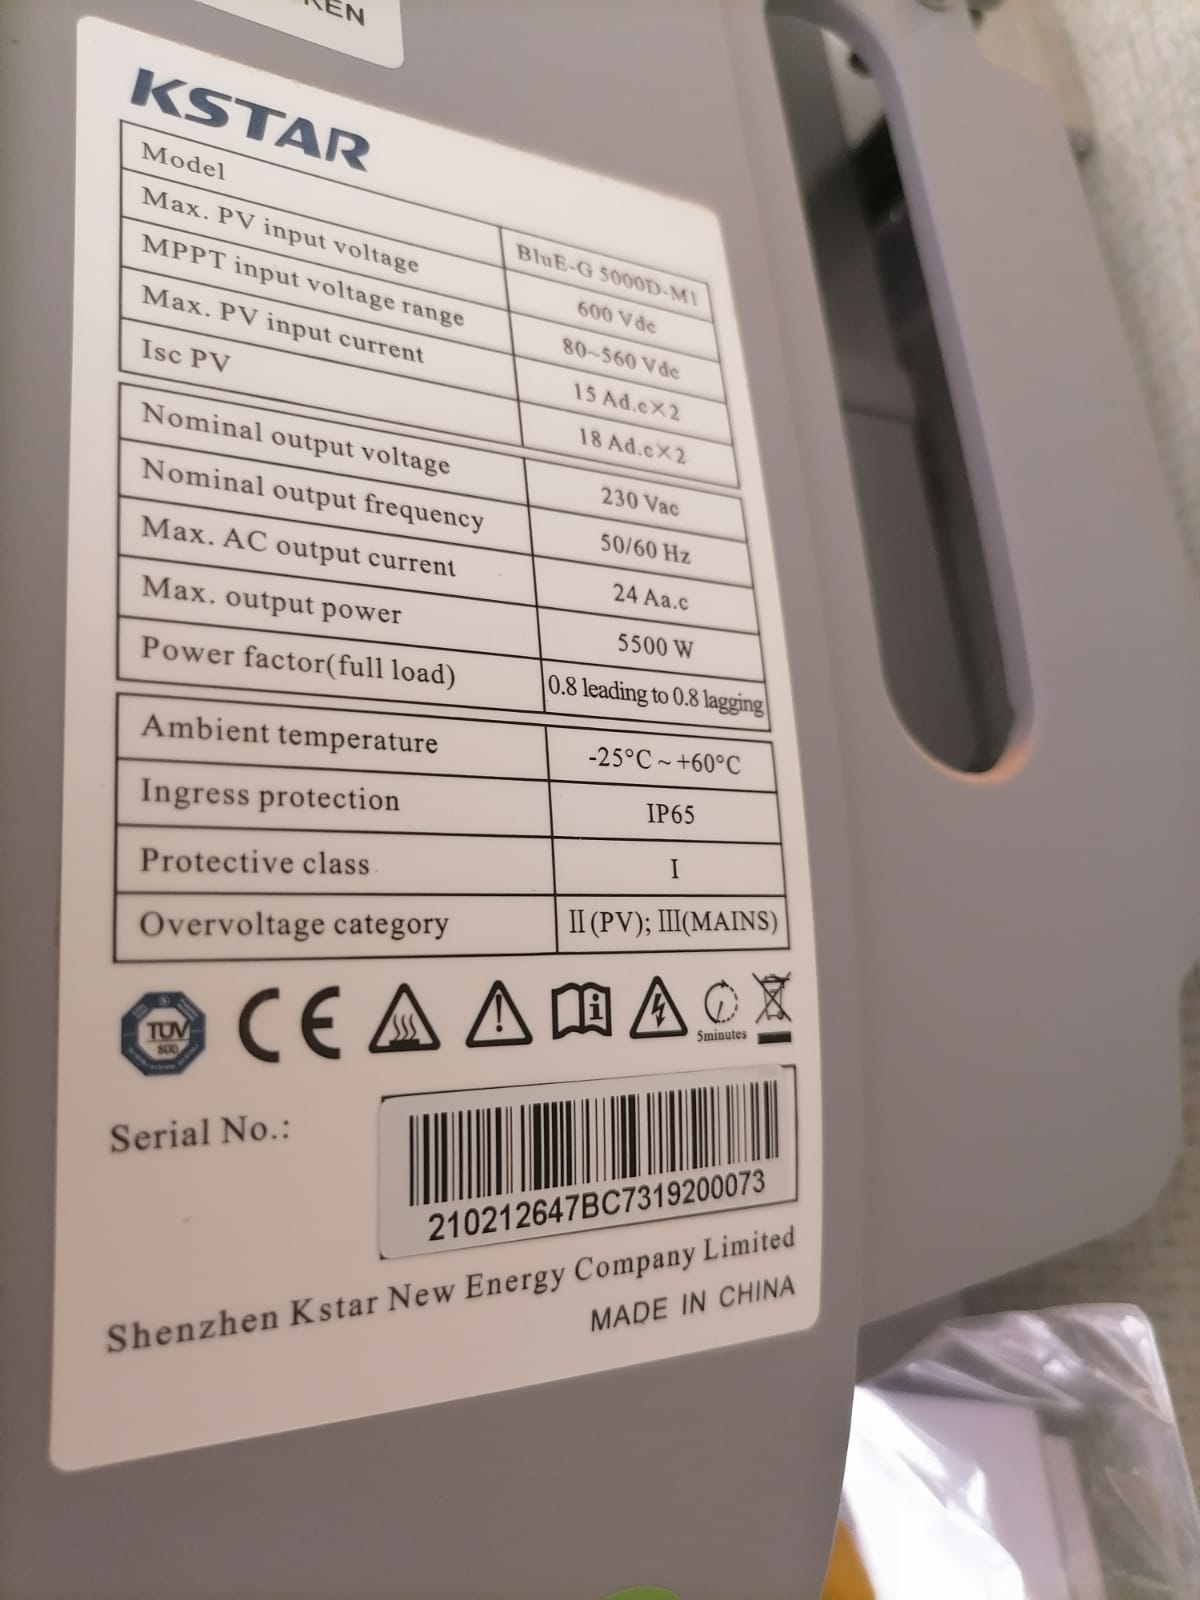 KEN
KSTAR
Model BluE-G 5000D-M1
Max. PV input voltage 600 Vdc
MPPT input voltage range 80~560 Vdc
Max. PV input current 15 Ad.c×2
Isc PV 18 Ad.c×2
Nominal output voltage 230 Vac
Nominal output frequency 50/60 Hz
Max. AC output current 24 Aa.c
Max. output power 5500 W
Power factor(full load) 0.8 leading to 0.8 lagging
Ambient temperature -25°C ~ +60°C
Ingress protection IP65
Protective class I
Overvoltage category II (PV); III(MAINS)
TÜV
SÜD
CE
5minutes
Serial No.:
210212647BC7319200073
Shenzhen Kstar New Energy Company Limited
MADE IN CHINA